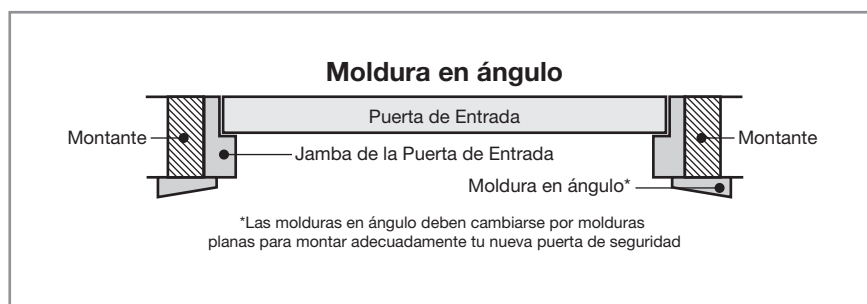 Moldura en ángulo
Puerta de Entrada
Montante
Montante
Jamba de la Puerta de Entrada
Moldura en ángulo*
*Las molduras en ángulo deben cambiarse por molduras
planas para montar adecuadamente tu nueva puerta de seguridad